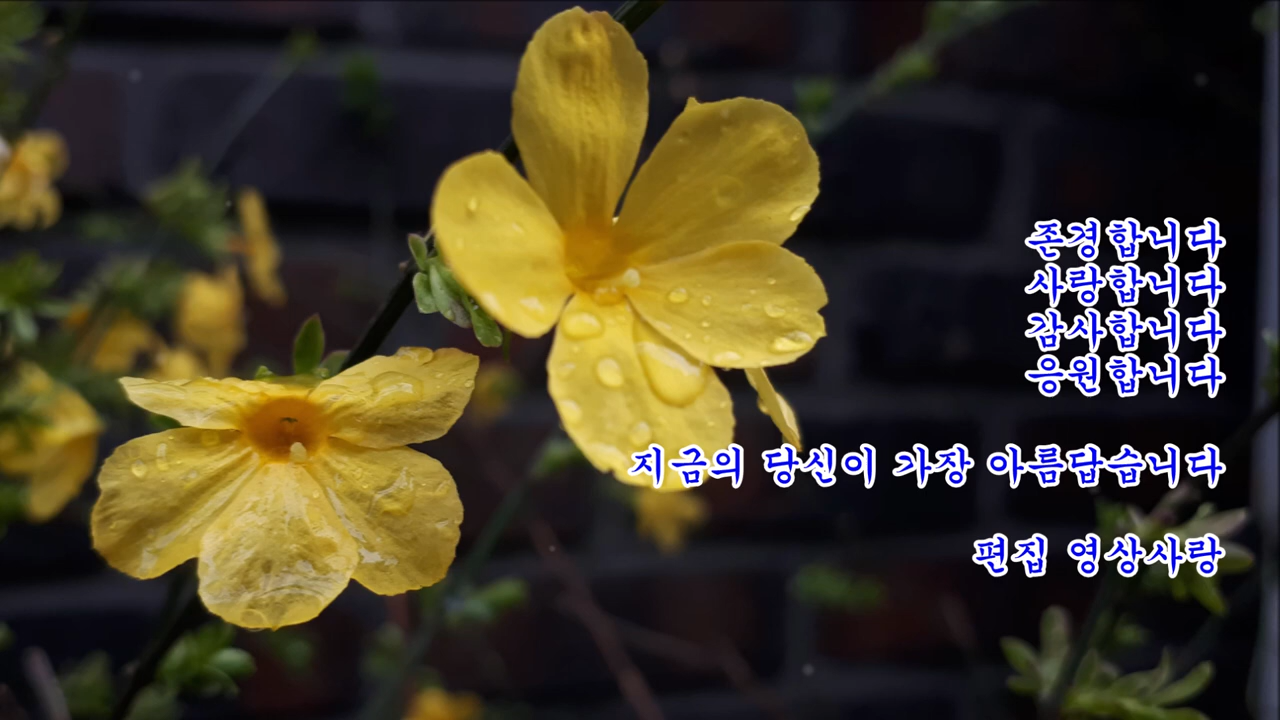 존경합니다
사랑합니다
감사합니다
응원합니다
지금의 당신이 가장 아름답습니다
편집 영상사랑